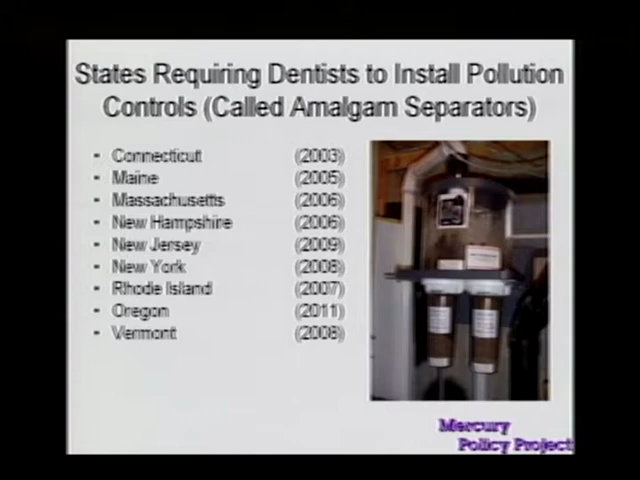 States Requiring Dentists to Install Pollution
Controls (Called Amalgam Separators)
• Connecticut (2003)
• Maine (2005)
• Massachusetts (2006)
• New Hampshire (2006)
• New Jersey (2009)
• New York (2008)
• Rhode Island (2007)
• Oregon (2011)
• Vermont (2008)
Mercury
Policy Project